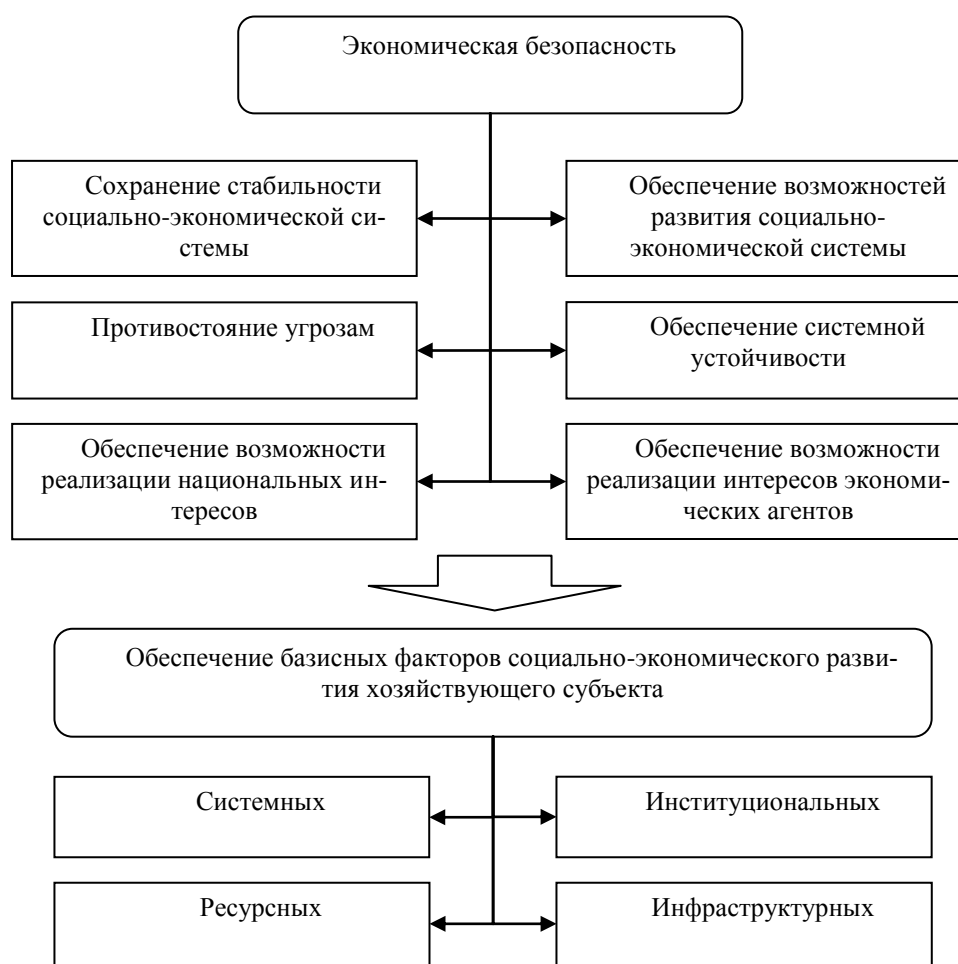 Экономическая безопасность
Сохранение стабильности
социально-экономической си-
стемы
Обеспечение возможностей
развития социально-
экономической системы
Противостояние угрозам
Обеспечение системной
устойчивости
Обеспечение возможности
реализации национальных ин-
тересов
Обеспечение возможности
реализации интересов экономи-
ческих агентов
Обеспечение базисных факторов социально-экономического разви-
тия хозяйствующего субъекта
Системных
Институциональных
Ресурсных
Инфраструктурных